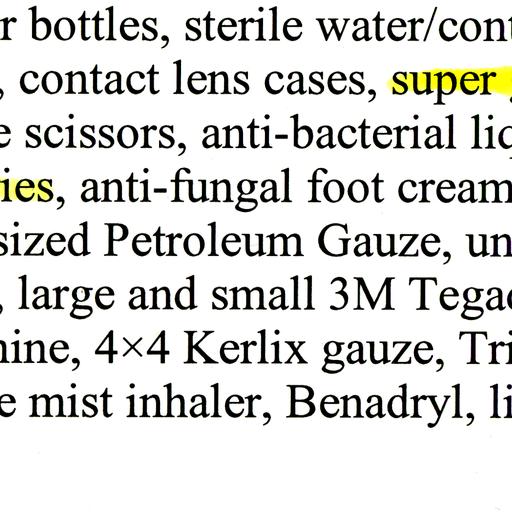 r bottles, sterile water/cont
, contact lens cases, super
e scissors, anti-bacterial liq
ies, anti-fungal foot cream
sized Petroleum Gauze, un
, large and small 3M Tegad
nine, 4×4 Kerlix gauze, Tri
e mist inhaler, Benadryl, li